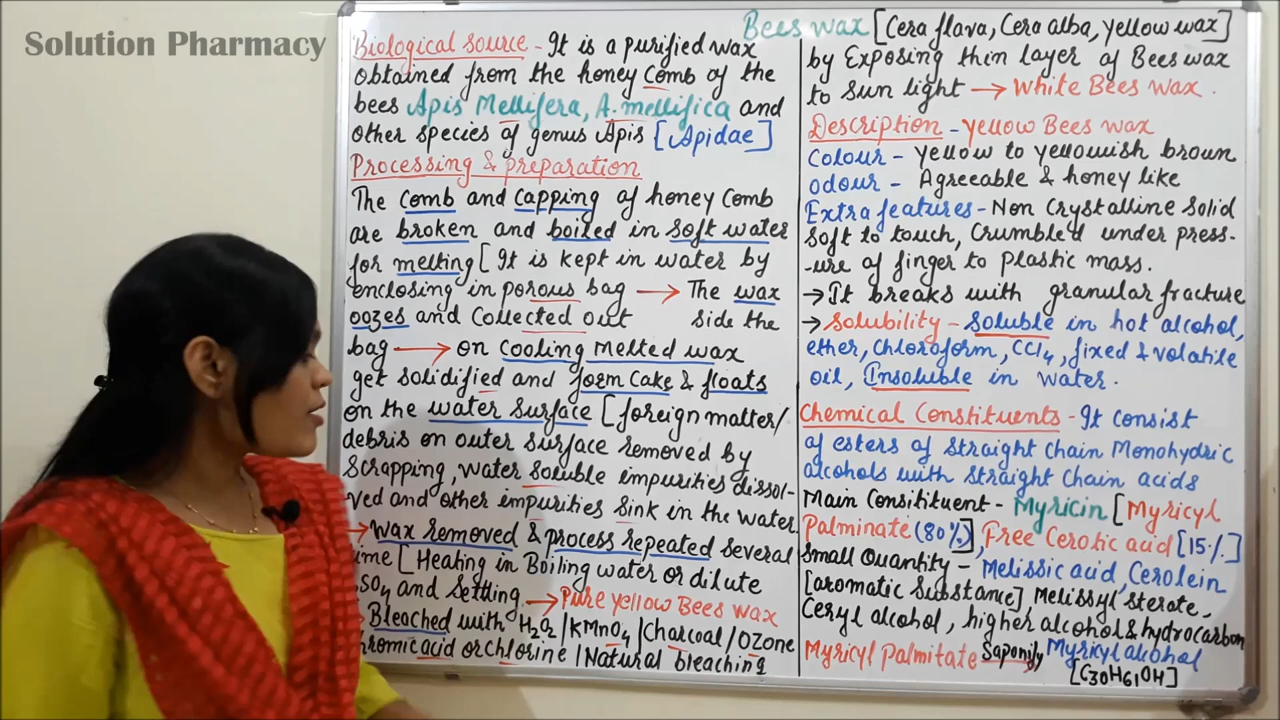 Solution Pharmacy
Bees wax [Cera flava, Cera alba, yellow wax]
Biological source - It is a purified wax
obtained from the honey comb of the
bees Apis Mellifera, A. mellifica and
other species of genus Apis [Apidae]
Processing & preparation
The comb and capping of honey comb
are broken and boiled in soft water
for melting [It is kept in water by
enclosing in porous bag → The wax
oozes and collected out side the
bag → on cooling melted wax
get solidified and form cake & floats
on the water surface [foreign matter/
debris on outer surface removed by
scrapping, water soluble impurities dissol-
ved and other impurities sink in the water
→ wax removed & process repeated several
ime [Heating in Boiling water or dilute
SO4 and Settling → Pure yellow Bees wax
Bleached with H2O2 / KMnO4 / Charcoal / Ozone
hromic acid or chlorine / Natural bleaching
by Exposing thin layer of Bees wax
to sun light → White Bees wax.
Description - Yellow Bees wax
Colour - yellow to yellowish broun
odour - Agreeable & honey like
Extra features - Non crystalline solid
soft to touch, crumbled under press-
-ure of finger to plastic mass.
→ It breaks with granular fracture
→ Solubility - Soluble in hot alcohol,
ether, chloroform, CCl4, fixed & volatile
oil, Insoluble in water.
Chemical Constituents - It consist
of esters of straight chain Monohydric
alcohols with straight chain acids
Main Constituent - Myricin [Myricyl
Palminate (80%)], Free Cerotic acid [15%]
Small Quantity - Melissic acid, Cerolein
[aromatic substance], Melissyl sterate,
Ceryl alcohol, higher alcohol & hydrocarbon
Myricyl Palmitate Saponify Myricyl alcohol
[C30H61OH]